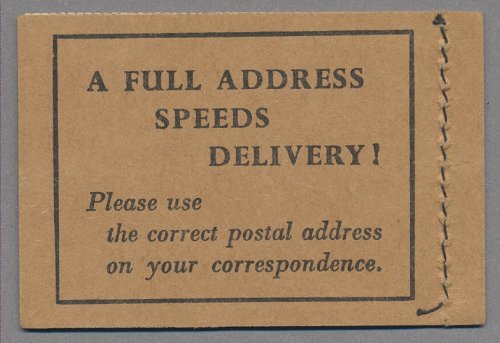 A FULL ADDRESS
SPEEDS
DELIVERY!
Please use
the correct postal address
on your correspondence.